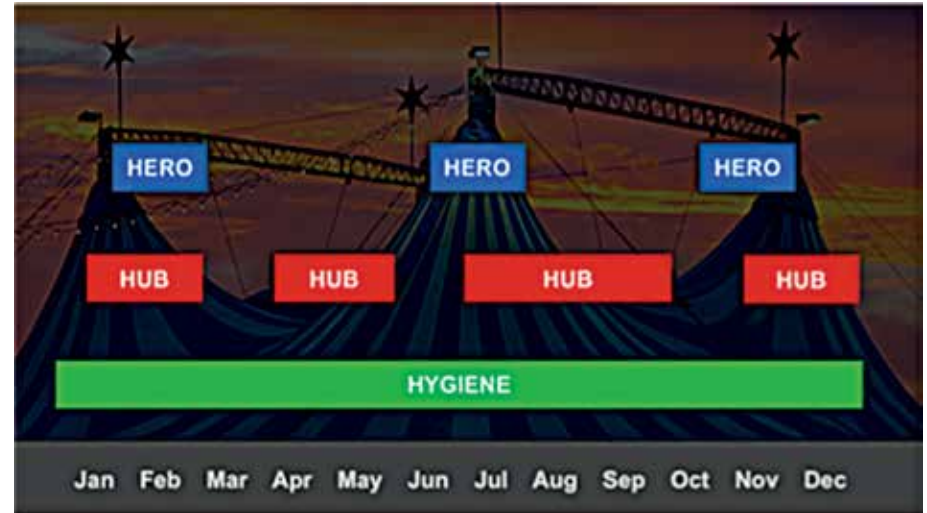 HERO HERO HERO
HUB HUB HUB HUB
HYGIENE
Jan Feb Mar Apr May Jun Jul Aug Sep Oct Nov Dec